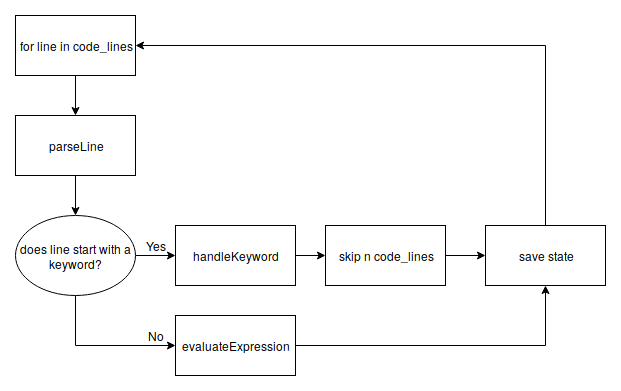 for line in code_lines
parseLine
does line start with a
keyword?
Yes
handleKeyword
skip n code_lines
save state
No
evaluateExpression